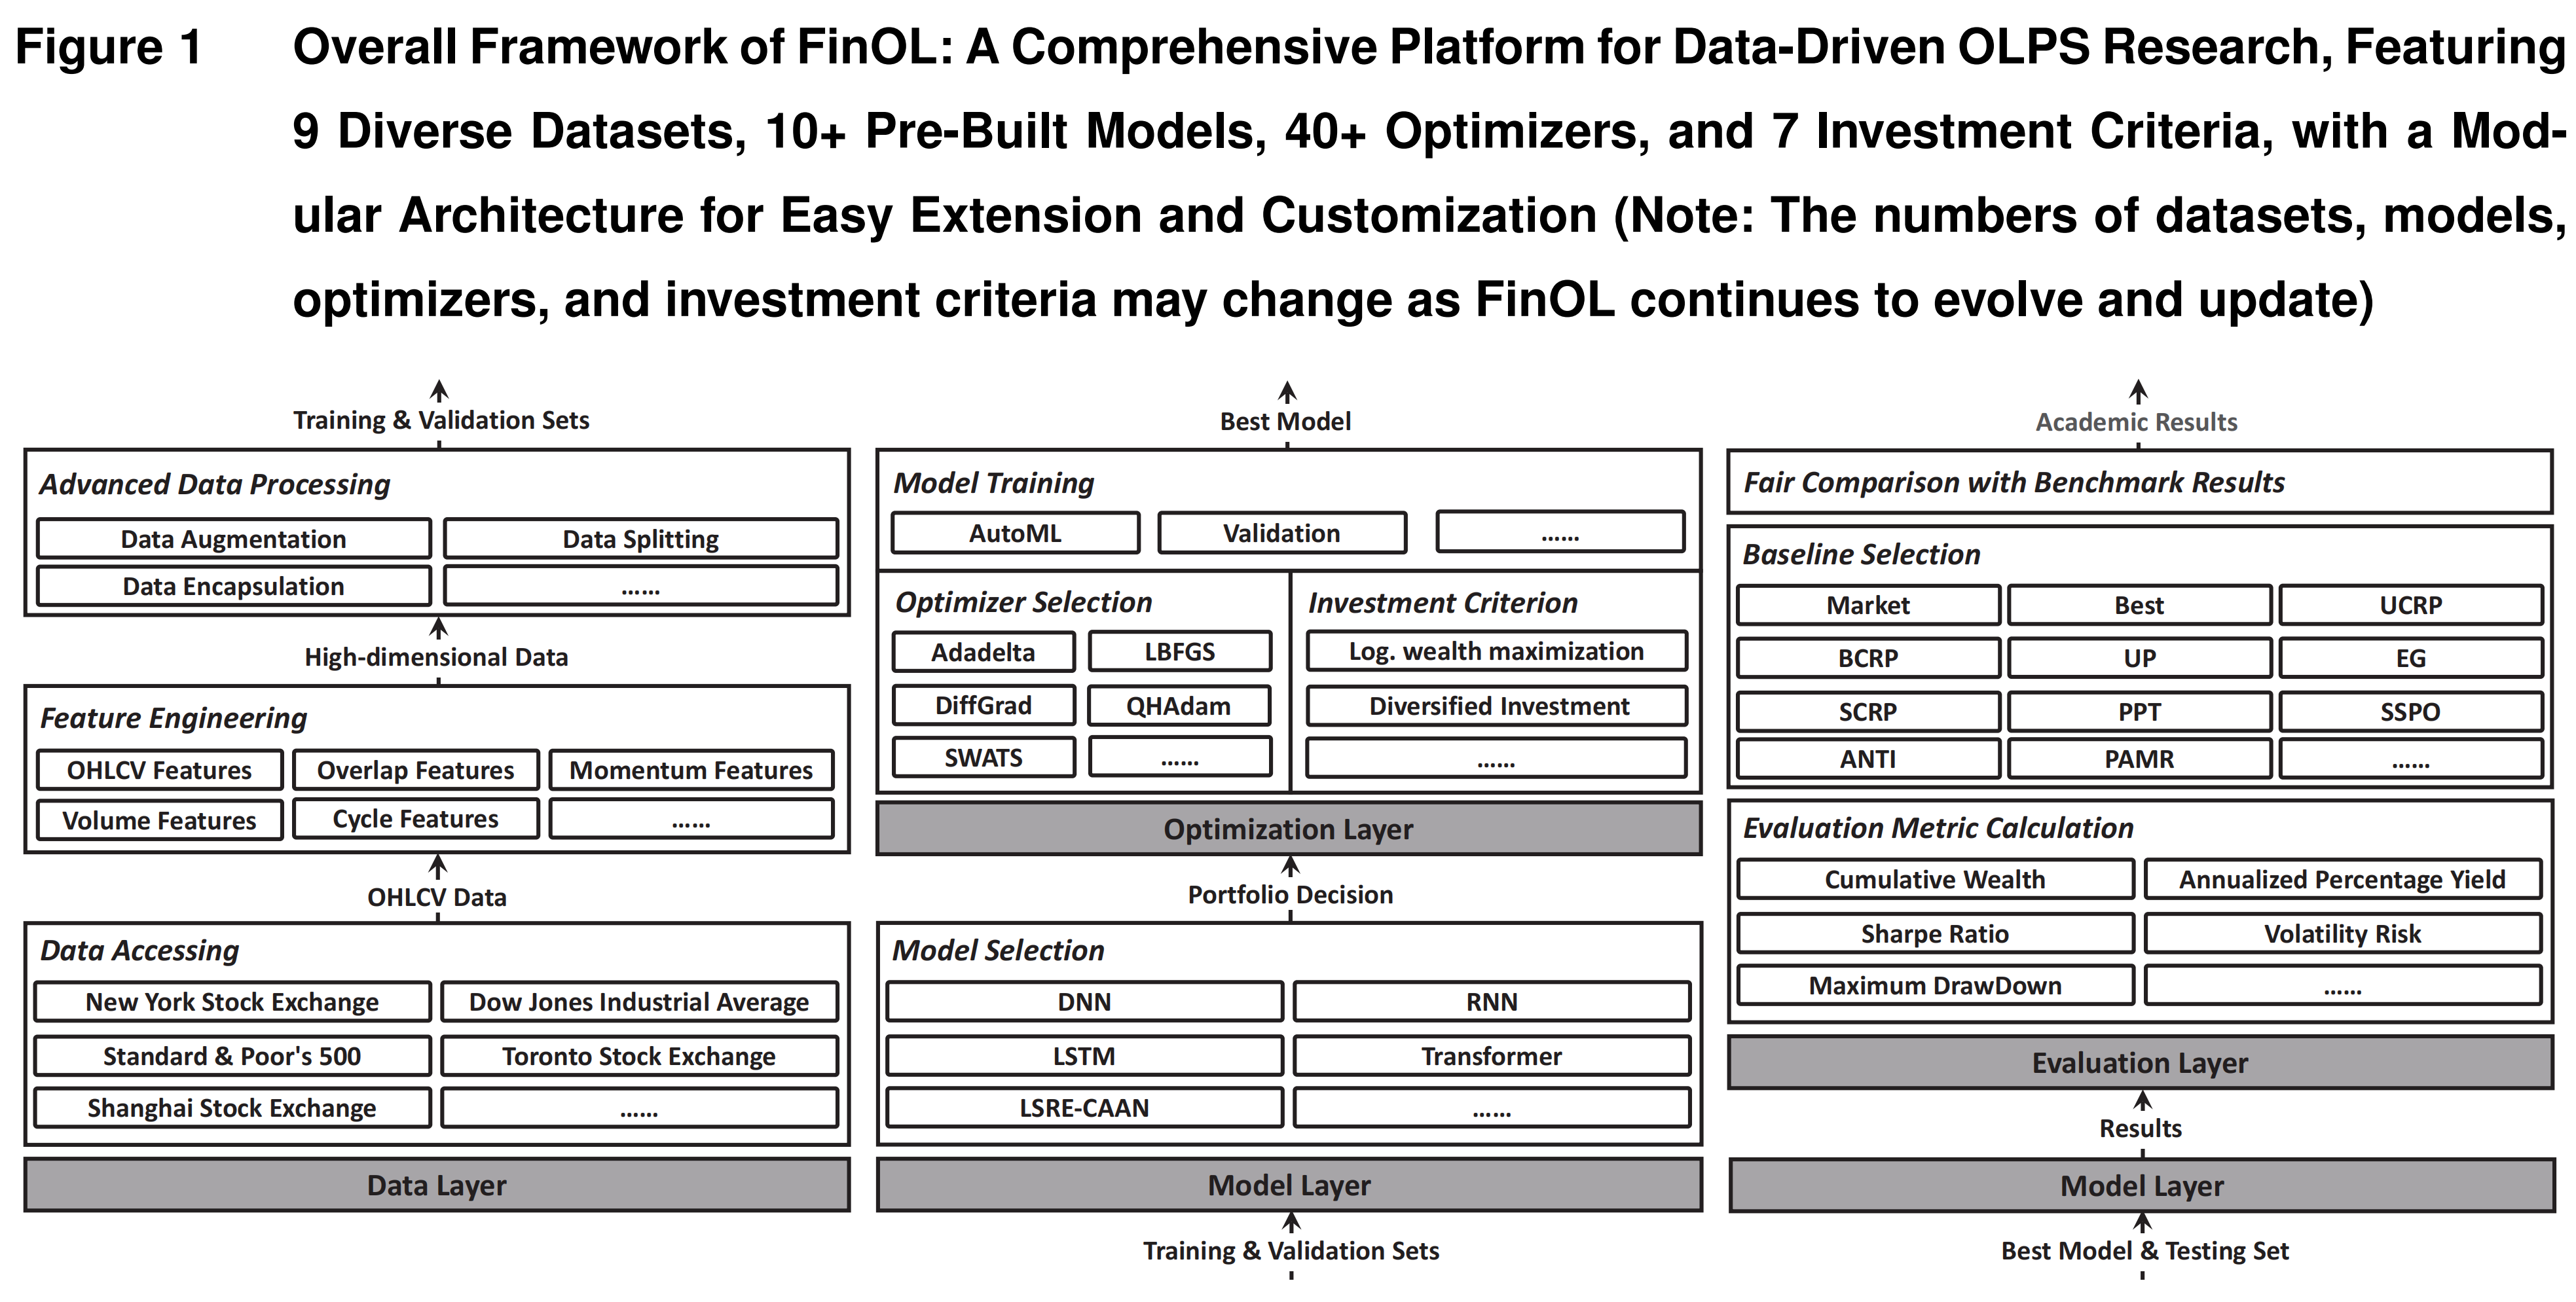 Figure 1 Overall Framework of FinOL: A Comprehensive Platform for Data-Driven OLPS Research, Featuring
9 Diverse Datasets, 10+ Pre-Built Models, 40+ Optimizers, and 7 Investment Criteria, with a Mod-
ular Architecture for Easy Extension and Customization (Note: The numbers of datasets, models,
optimizers, and investment criteria may change as FinOL continues to evolve and update)
Training & Validation Sets
Advanced Data Processing
Data Augmentation
Data Splitting
Data Encapsulation
......
High-dimensional Data
Feature Engineering
OHLCV Features
Overlap Features
Momentum Features
Volume Features
Cycle Features
......
OHLCV Data
Data Accessing
New York Stock Exchange
Dow Jones Industrial Average
Standard & Poor's 500
Toronto Stock Exchange
Shanghai Stock Exchange
......
Data Layer
Best Model
Model Training
AutoML
Validation
......
Optimizer Selection
Adadelta
LBFGS
DiffGrad
QHAdam
SWATS
......
Investment Criterion
Log. wealth maximization
Diversified Investment
......
Optimization Layer
Portfolio Decision
Model Selection
DNN
RNN
LSTM
Transformer
LSRE-CAAN
......
Model Layer
Training & Validation Sets
Academic Results
Fair Comparison with Benchmark Results
Baseline Selection
Market
Best
UCRP
BCRP
UP
EG
SCRP
PPT
SSPO
ANTI
PAMR
......
Evaluation Metric Calculation
Cumulative Wealth
Annualized Percentage Yield
Sharpe Ratio
Volatility Risk
Maximum DrawDown
......
Evaluation Layer
Results
Model Layer
Best Model & Testing Set